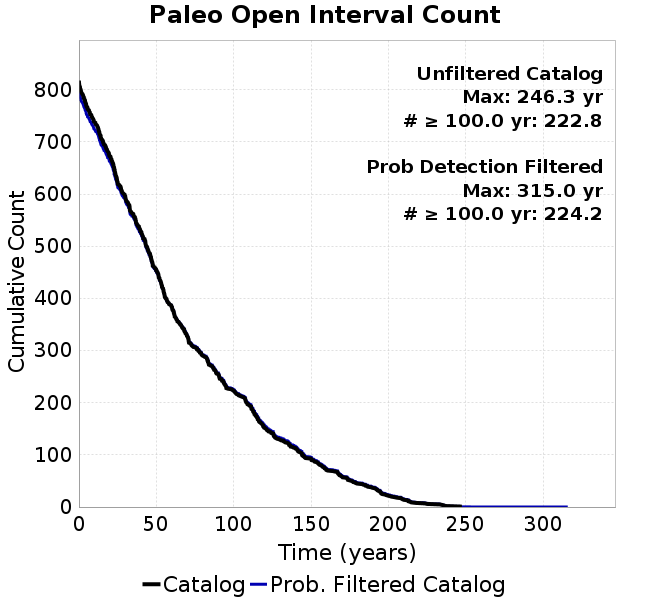 Paleo Open Interval Count
Unfiltered Catalog
Max: 246.3 yr
# ≥ 100.0 yr: 222.8
Prob Detection Filtered
Max: 315.0 yr
# ≥ 100.0 yr: 224.2
Cumulative Count
800
700
600
500
400
300
200
100
0
0 50 100 150 200 250 300
Time (years)
Catalog Prob. Filtered Catalog